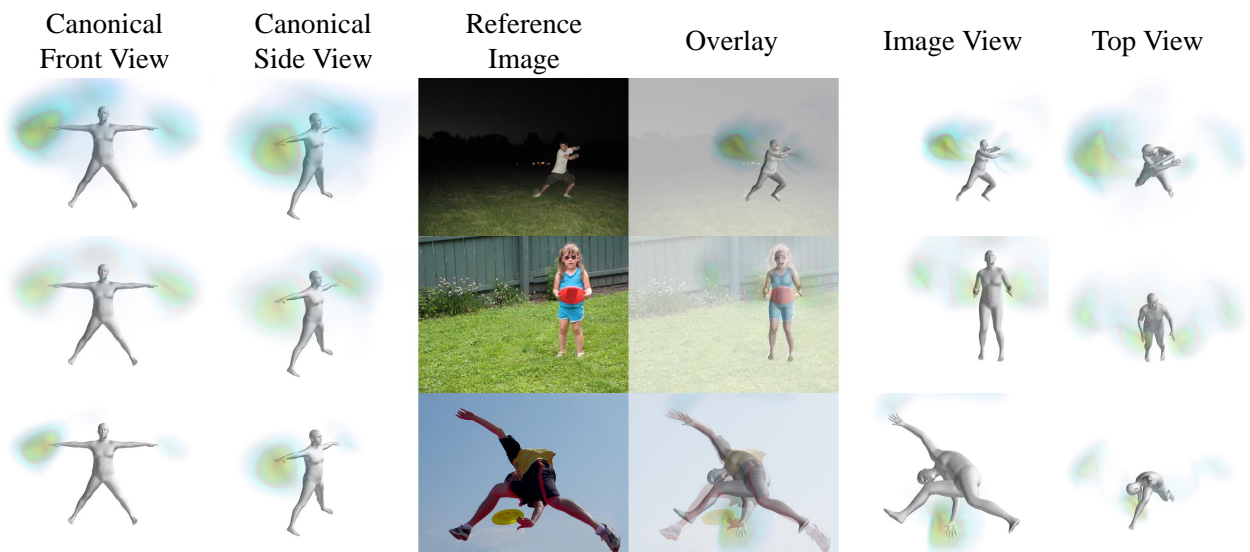 Canonical
Front View
Canonical
Side View
Reference
Image
Overlay
Image View
Top View